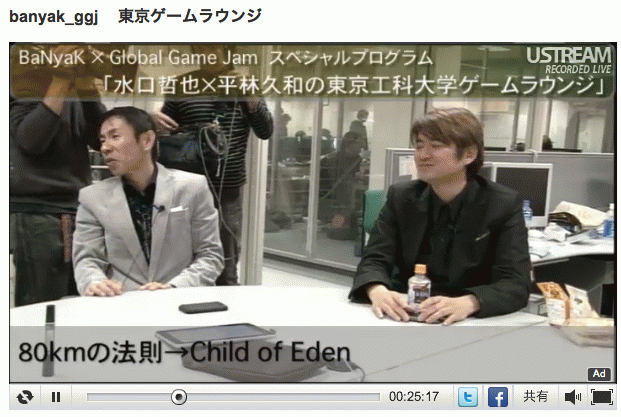 banyak_ggj 東京ゲームラウンジ
BaNyaK × Global Game Jam スペシャルプログラム
USTREAM
RECORDED LIVE
「水口哲也×平林久和の東京工科大学ゲームラウンジ」
80kmの法則→Child of Eden
Ad
00:25:17
共有